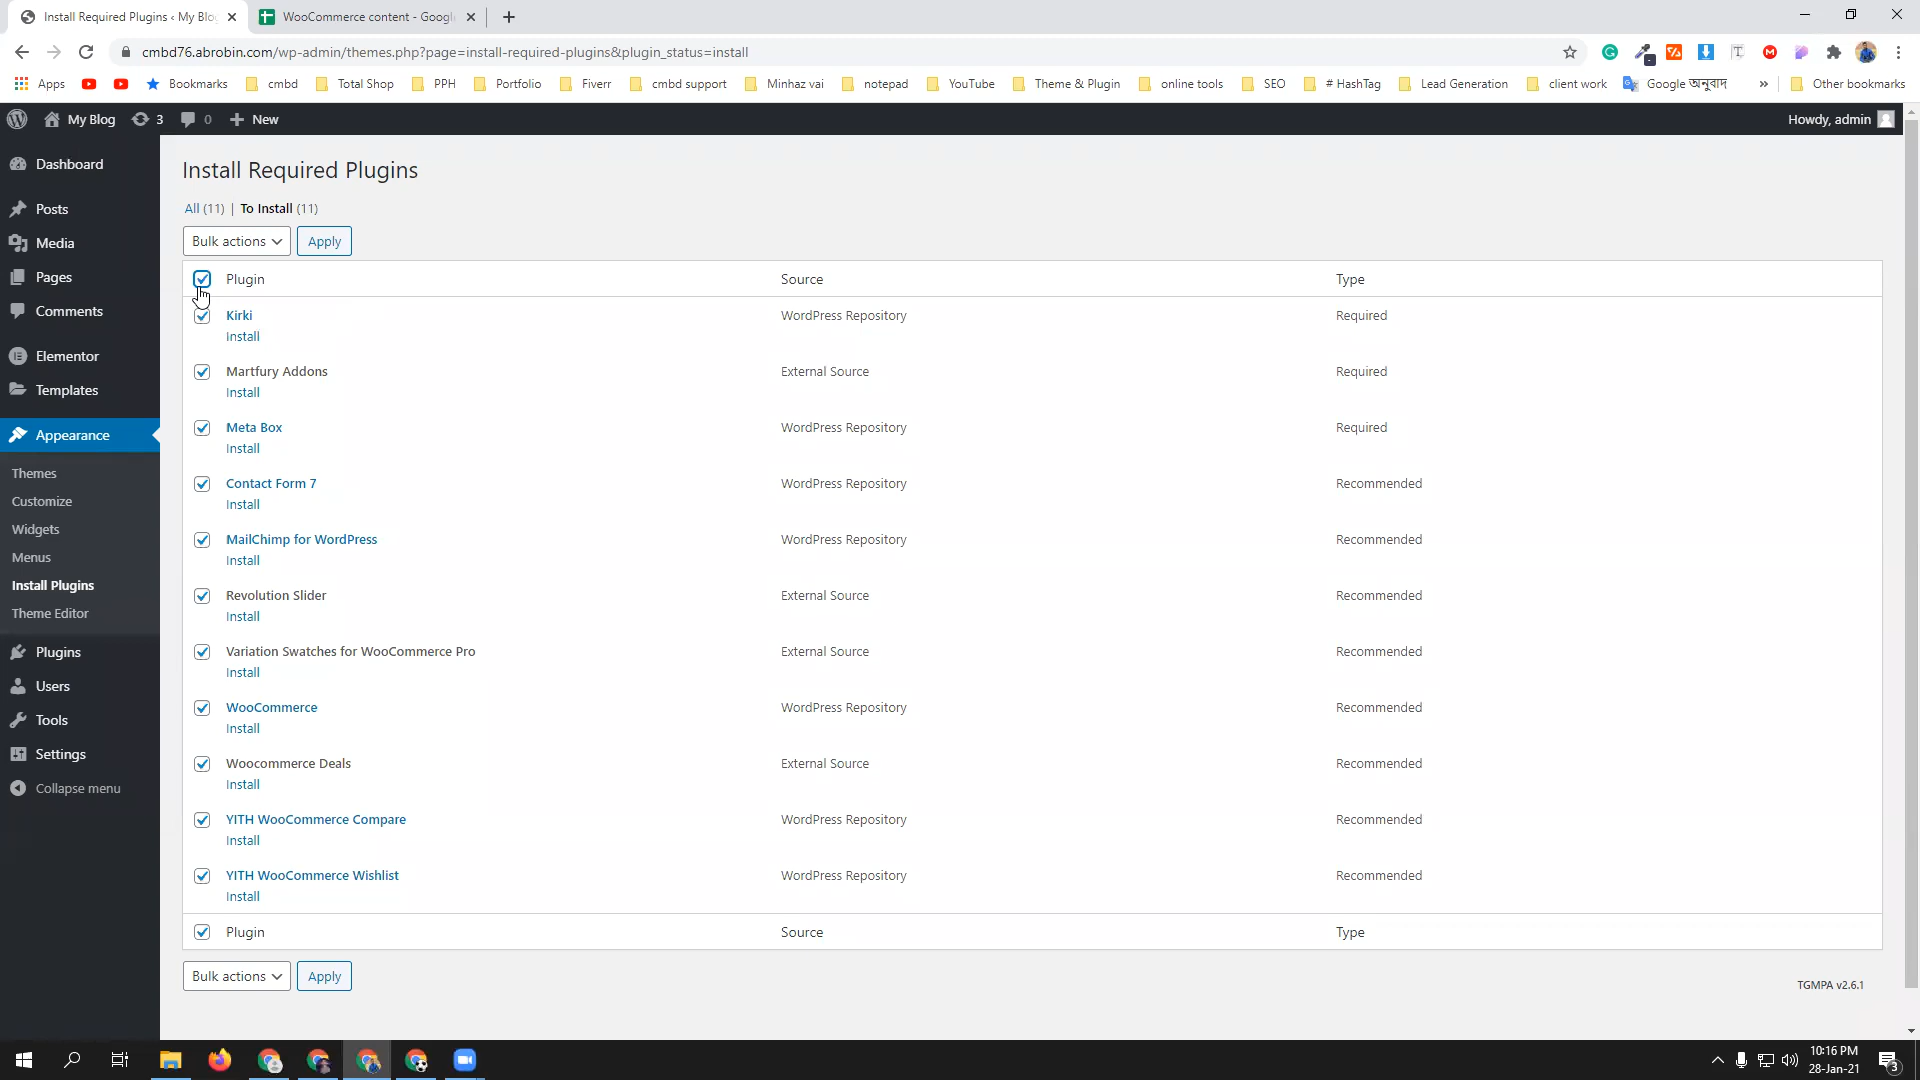 Install Required Plugins ‹ My Blo
WooCommerce content - Googl
cmbd76.abrobin.com/wp-admin/themes.php?page=install-required-plugins&plugin_status=install
Apps
Bookmarks
cmbd
Total Shop
PPH
Portfolio
Fiverr
cmbd support
Minhaz vai
notepad
YouTube
Theme & Plugin
online tools
SEO
# HashTag
Lead Generation
client work
Google অনুবাদ
»
Other bookmarks
My Blog
3
0
New
Howdy, admin
Dashboard
Posts
Media
Pages
Comments
Elementor
Templates
Appearance
Themes
Customize
Widgets
Menus
Install Plugins
Theme Editor
Plugins
Users
Tools
Settings
Collapse menu
Install Required Plugins
All (11) | To Install (11)
Bulk actions Apply
Plugin Source Type
Kirki WordPress Repository Required
Install
Martfury Addons External Source Required
Install
Meta Box WordPress Repository Required
Install
Contact Form 7 WordPress Repository Recommended
Install
MailChimp for WordPress WordPress Repository Recommended
Install
Revolution Slider External Source Recommended
Install
Variation Swatches for WooCommerce Pro External Source Recommended
Install
WooCommerce WordPress Repository Recommended
Install
Woocommerce Deals External Source Recommended
Install
YITH WooCommerce Compare WordPress Repository Recommended
Install
YITH WooCommerce Wishlist WordPress Repository Recommended
Install
Plugin Source Type
Bulk actions Apply
TGMPA v2.6.1
10:16 PM
28-Jan-21
3